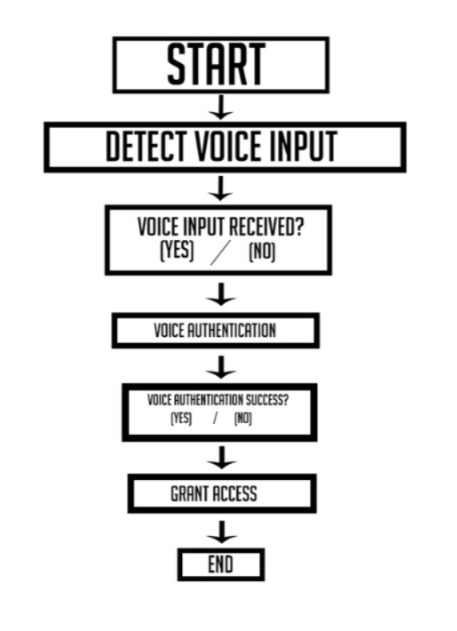 START
DETECT VOICE INPUT
VOICE INPUT RECEIVED?
(YES) / (NO)
VOICE AUTHENTICATION
VOICE AUTHENTICATION SUCCESS?
(YES) / (NO)
GRANT ACCESS
END